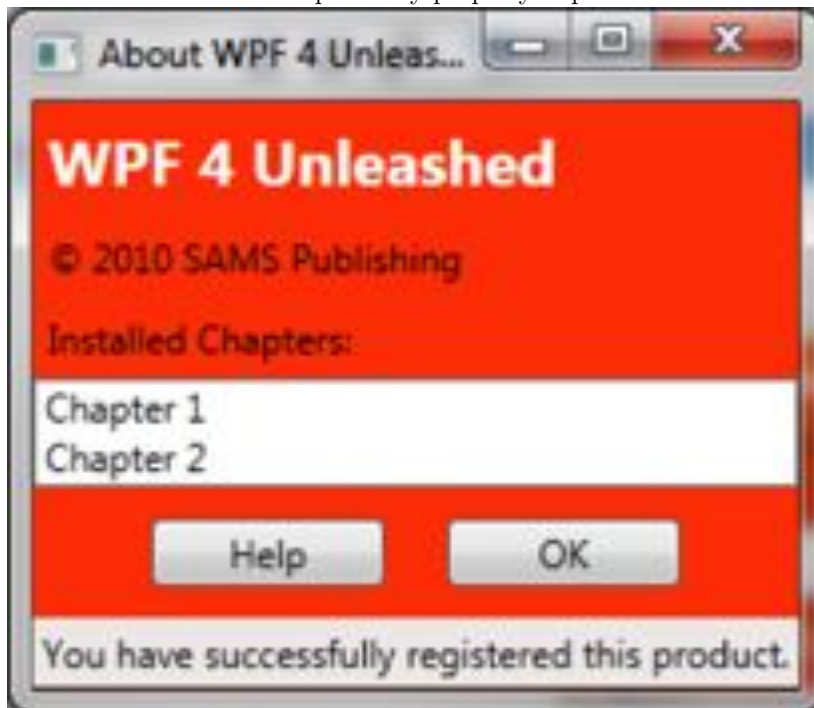 About WPF 4 Unleas...
WPF 4 Unleashed
© 2010 SAMS Publishing
Installed Chapters:
Chapter 1
Chapter 2
Help
OK
You have successfully registered this product.